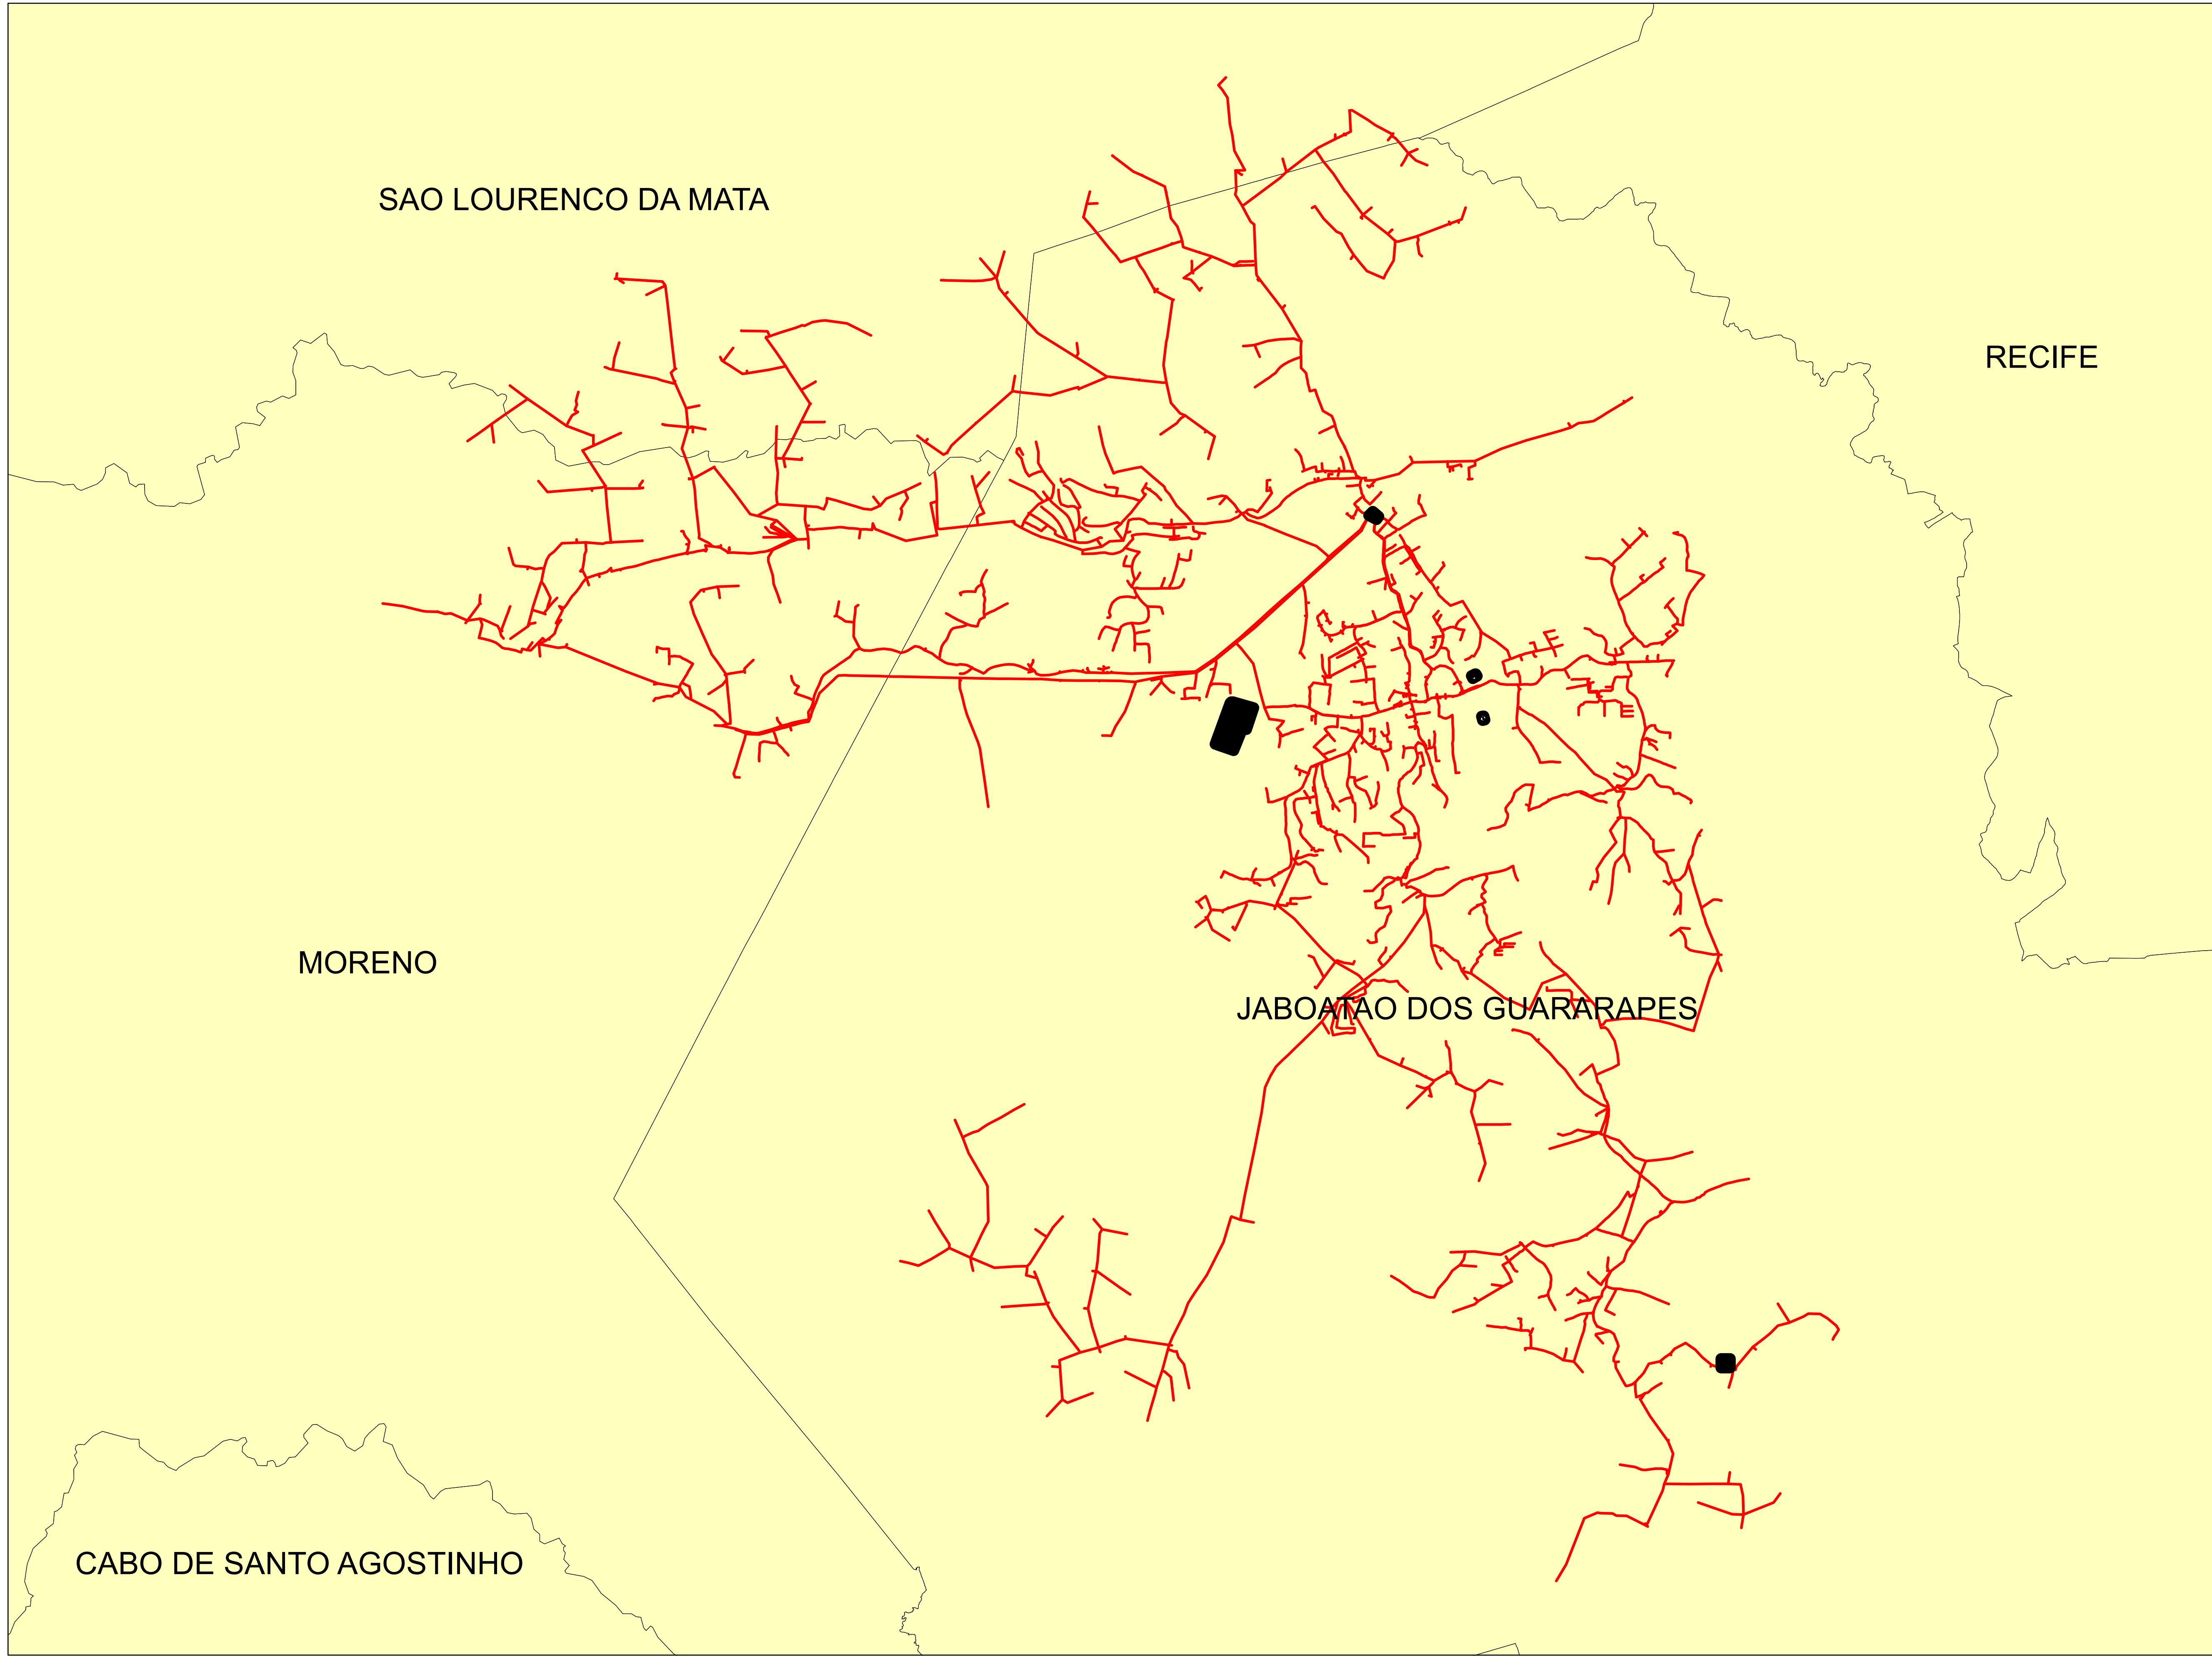 SAO LOURENCO DA MATA
RECIFE
MORENO
JABOATAO DOS GUARARAPES
CABO DE SANTO AGOSTINHO